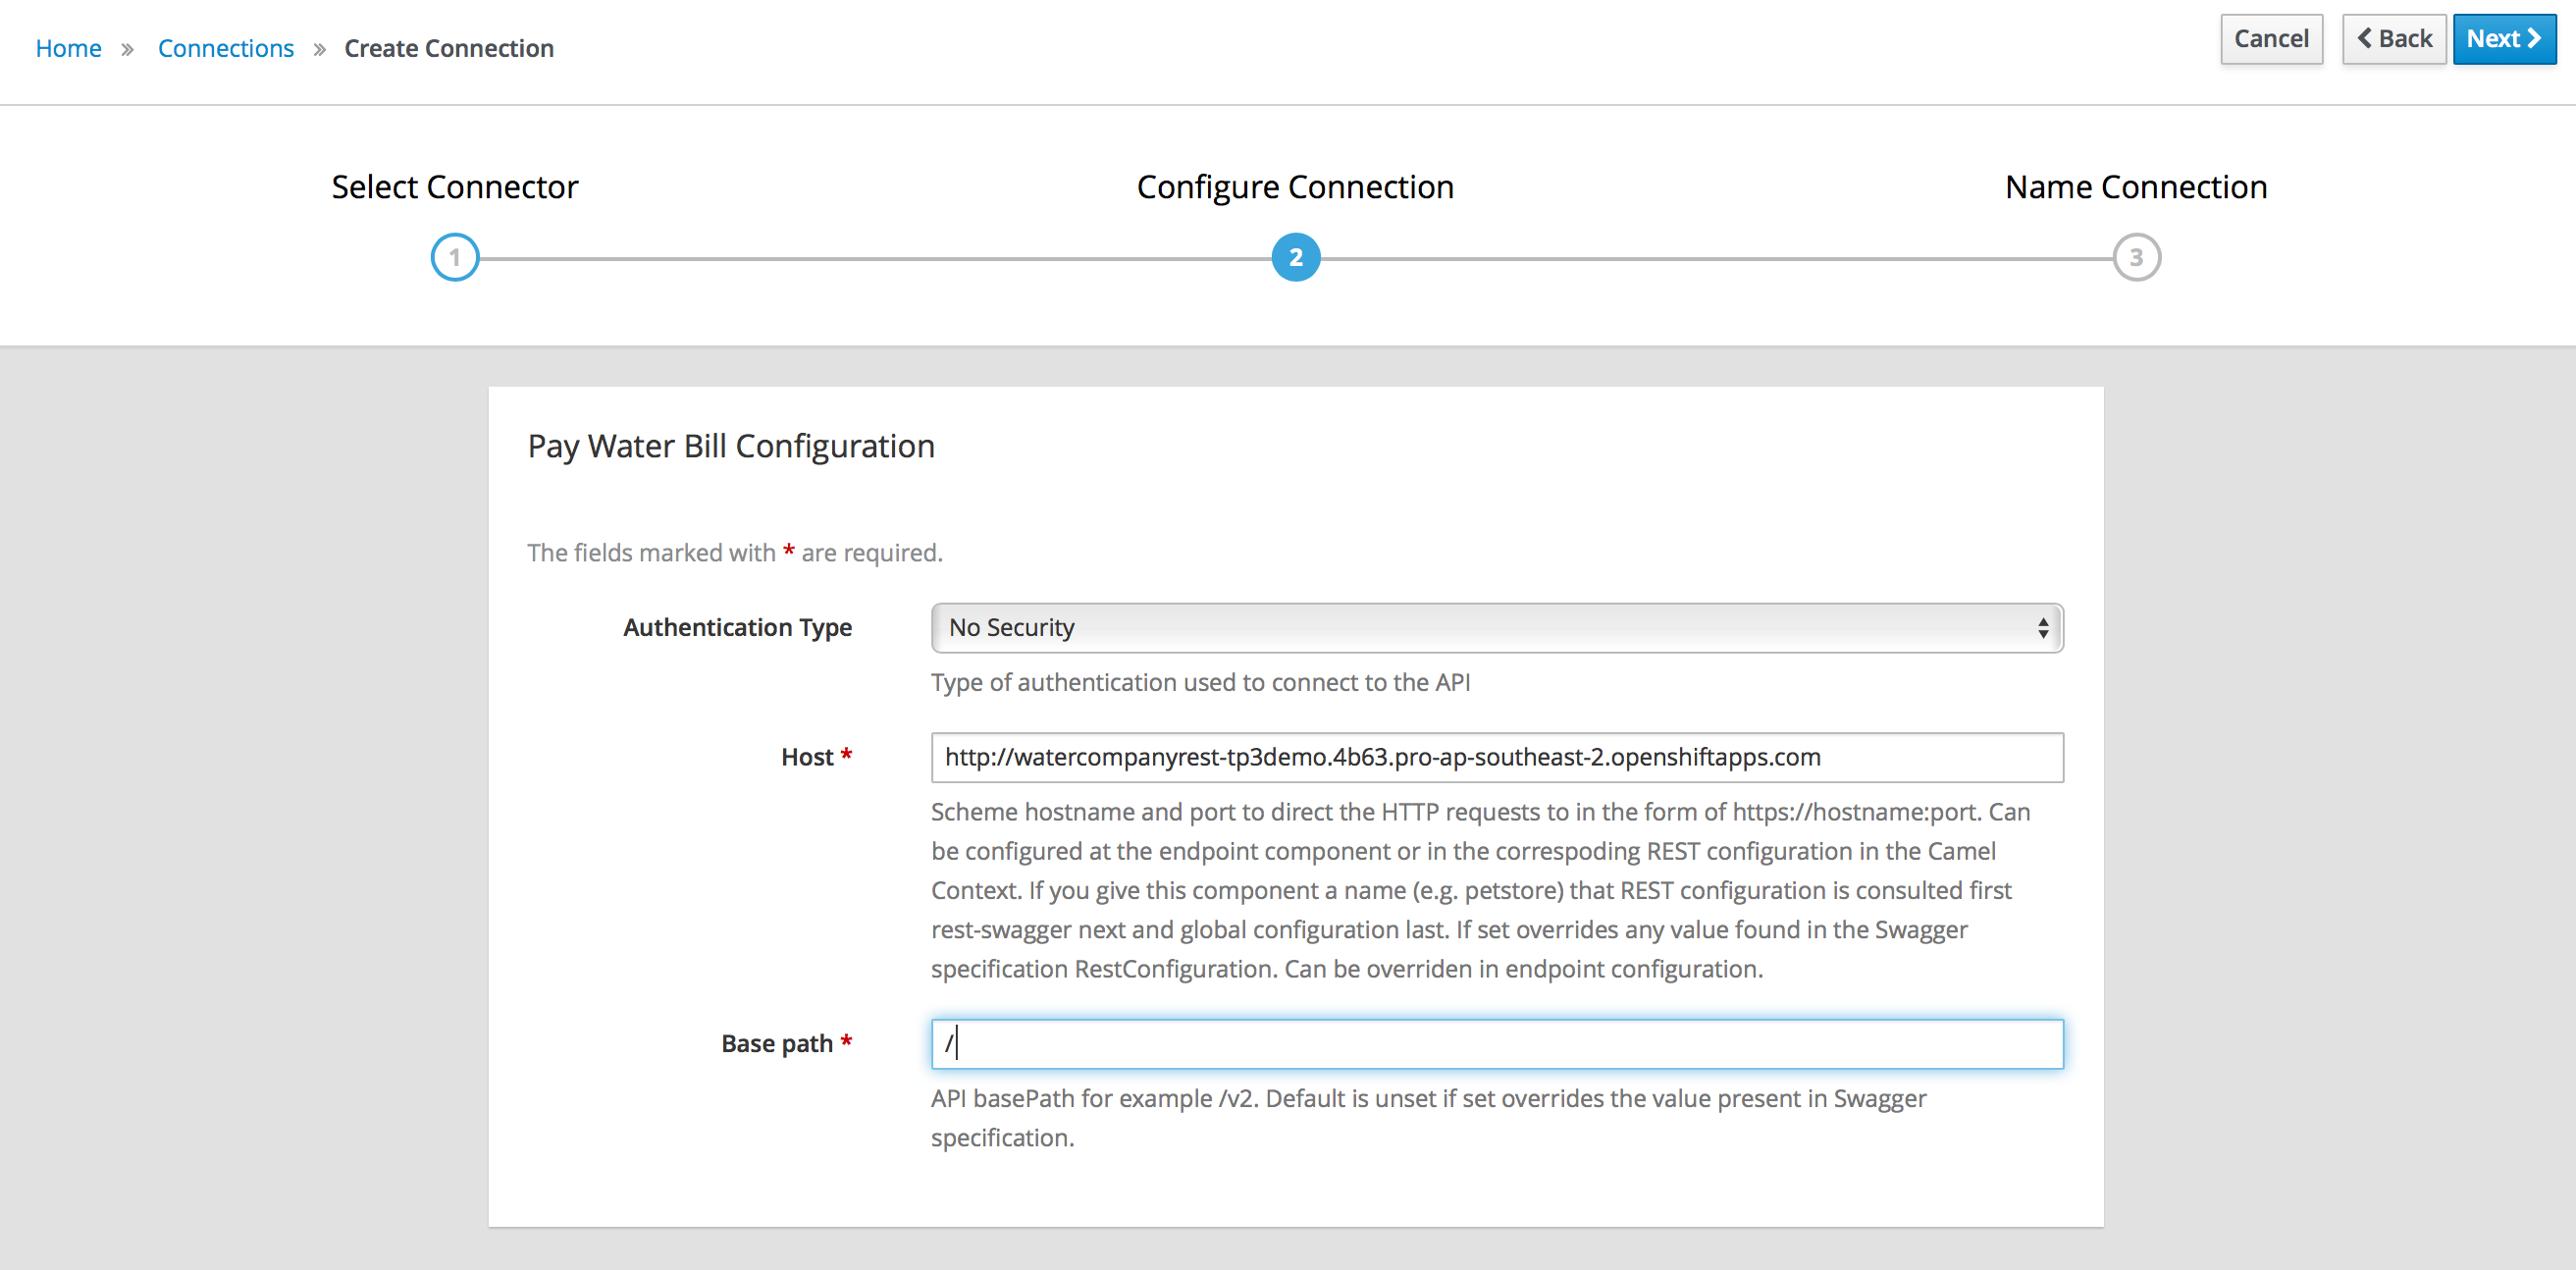 Home » Connections » Create Connection
Cancel
Back
Next
Select Connector
Configure Connection
Name Connection
1
2
3
Pay Water Bill Configuration
The fields marked with * are required.
Authentication Type
No Security
Type of authentication used to connect to the API
Host *
http://watercompanyrest-tp3demo.4b63.pro-ap-southeast-2.openshiftapps.com
Scheme hostname and port to direct the HTTP requests to in the form of https://hostname:port. Can
be configured at the endpoint component or in the correspoding REST configuration in the Camel
Context. If you give this component a name (e.g. petstore) that REST configuration is consulted first
rest-swagger next and global configuration last. If set overrides any value found in the Swagger
specification RestConfiguration. Can be overriden in endpoint configuration.
Base path *
/
API basePath for example /v2. Default is unset if set overrides the value present in Swagger
specification.